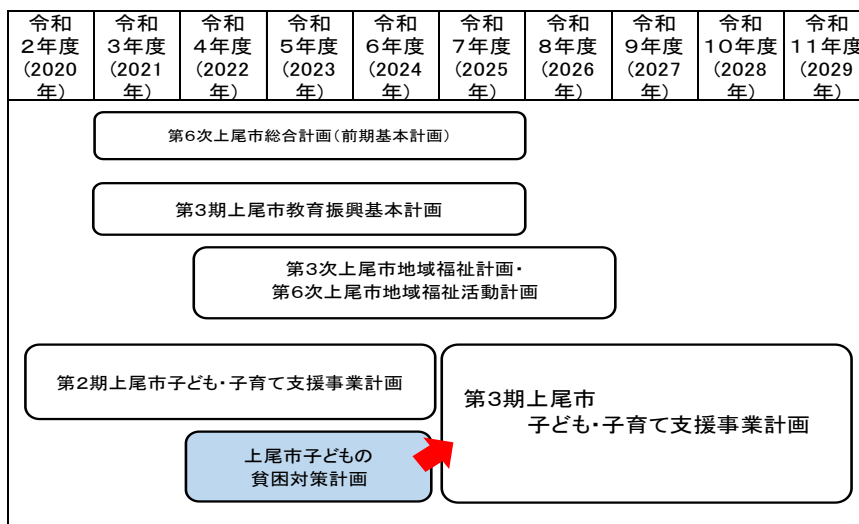 令和
2年度
(2020
年)
令和
3年度
(2021
年)
令和
4年度
(2022
年)
令和
5年度
(2023
年)
令和
6年度
(2024
年)
令和
7年度
(2025
年)
令和
8年度
(2026
年)
令和
9年度
(2027
年)
令和
10年度
(2028
年)
令和
11年度
(2029
年)
第6次上尾市総合計画(前期基本計画)
第3期上尾市教育振興基本計画
第3次上尾市地域福祉計画・
第6次上尾市地域福祉活動計画
第2期上尾市子ども・子育て支援事業計画
第3期上尾市
子ども・子育て支援事業計画
上尾市子どもの
貧困対策計画